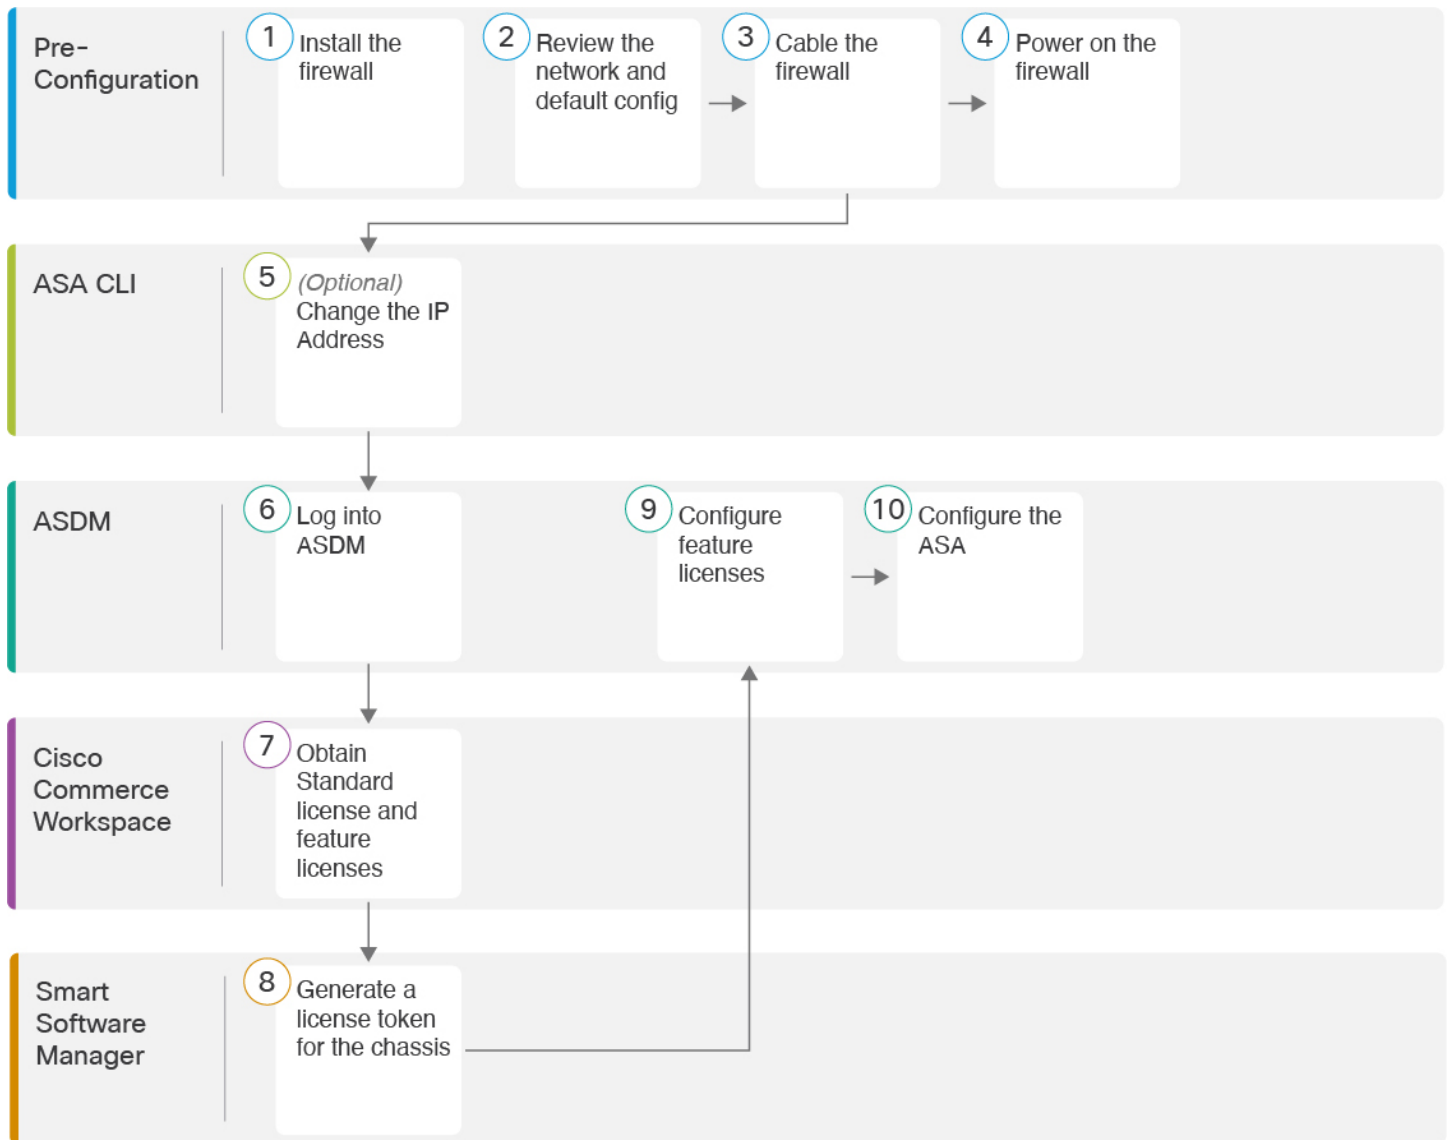 Pre-
Configuration
1
Install the
firewall
2
Review the
network and
default config
3
Cable the
firewall
4
Power on the
firewall
ASA CLI
5
(Optional)
Change the IP
Address
ASDM
6
Log into
ASDM
9
Configure
feature
licenses
10
Configure the
ASA
Cisco
Commerce
Workspace
7
Obtain
Standard
license and
feature
licenses
Smart
Software
Manager
8
Generate a
license token
for the chassis